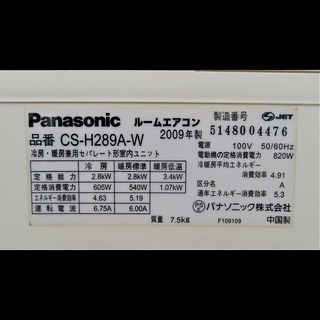 Panasonic ルームエアコン
品番 CS-H289A-W 2009年製
冷房・暖房兼用セパレート形室内ユニット
冷房 暖房 暖房低温
定格能力 2.8kW 2.8kW 3.4kW
定格消費電力 605W 540W 1.07kW
エネルギー消費効率 4.63 5.19
運転電流 6.75A 6.00A
質量 7.5kg
製造番号 JET
5148004476
電源 100V 50/60Hz
電動機の定格消費電力 820W
冷暖房平均エネルギー
消費効率 4.91
区分名 A
通年エネルギー消費効率 5.3
PSE パナソニック株式会社
F109109 中国製